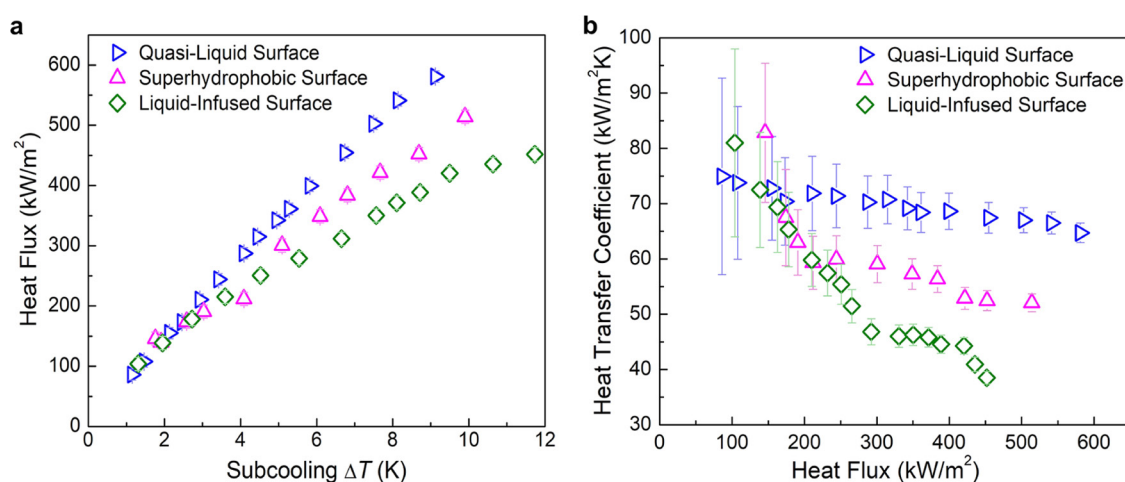 a
Quasi-Liquid Surface
Superhydrophobic Surface
Liquid-Infused Surface
Heat Flux (kW/m²)
600
500
400
300
200
100
0
0 2 4 6 8 10 12
Subcooling ΔT (K)
b
Quasi-Liquid Surface
Superhydrophobic Surface
Liquid-Infused Surface
Heat Transfer Coefficient (kW/m²K)
100
90
80
70
60
50
40
30
0 100 200 300 400 500 600
Heat Flux (kW/m²)